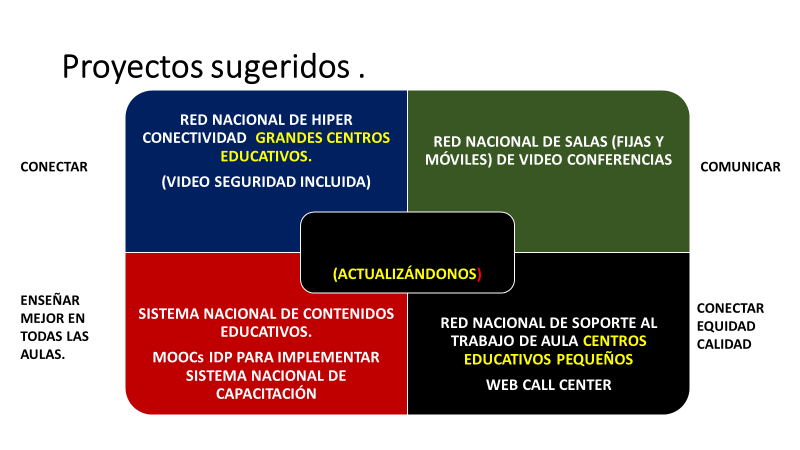 Proyectos sugeridos .
CONECTAR
RED NACIONAL DE HIPER
CONECTIVIDAD GRANDES CENTROS
EDUCATIVOS.
(VIDEO SEGURIDAD INCLUIDA)
RED NACIONAL DE SALAS (FIJAS Y
MÓVILES) DE VIDEO CONFERENCIAS
COMUNICAR
(ACTUALIZÁNDONOS)
ENSEÑAR
MEJOR EN
TODAS LAS
AULAS.
SISTEMA NACIONAL DE CONTENIDOS
EDUCATIVOS.
MOOCs IDP PARA IMPLEMENTAR
SISTEMA NACIONAL DE
CAPACITACIÓN
RED NACIONAL DE SOPORTE AL
TRABAJO DE AULA CENTROS
EDUCATIVOS PEQUEÑOS
WEB CALL CENTER
CONECTAR
EQUIDAD
CALIDAD